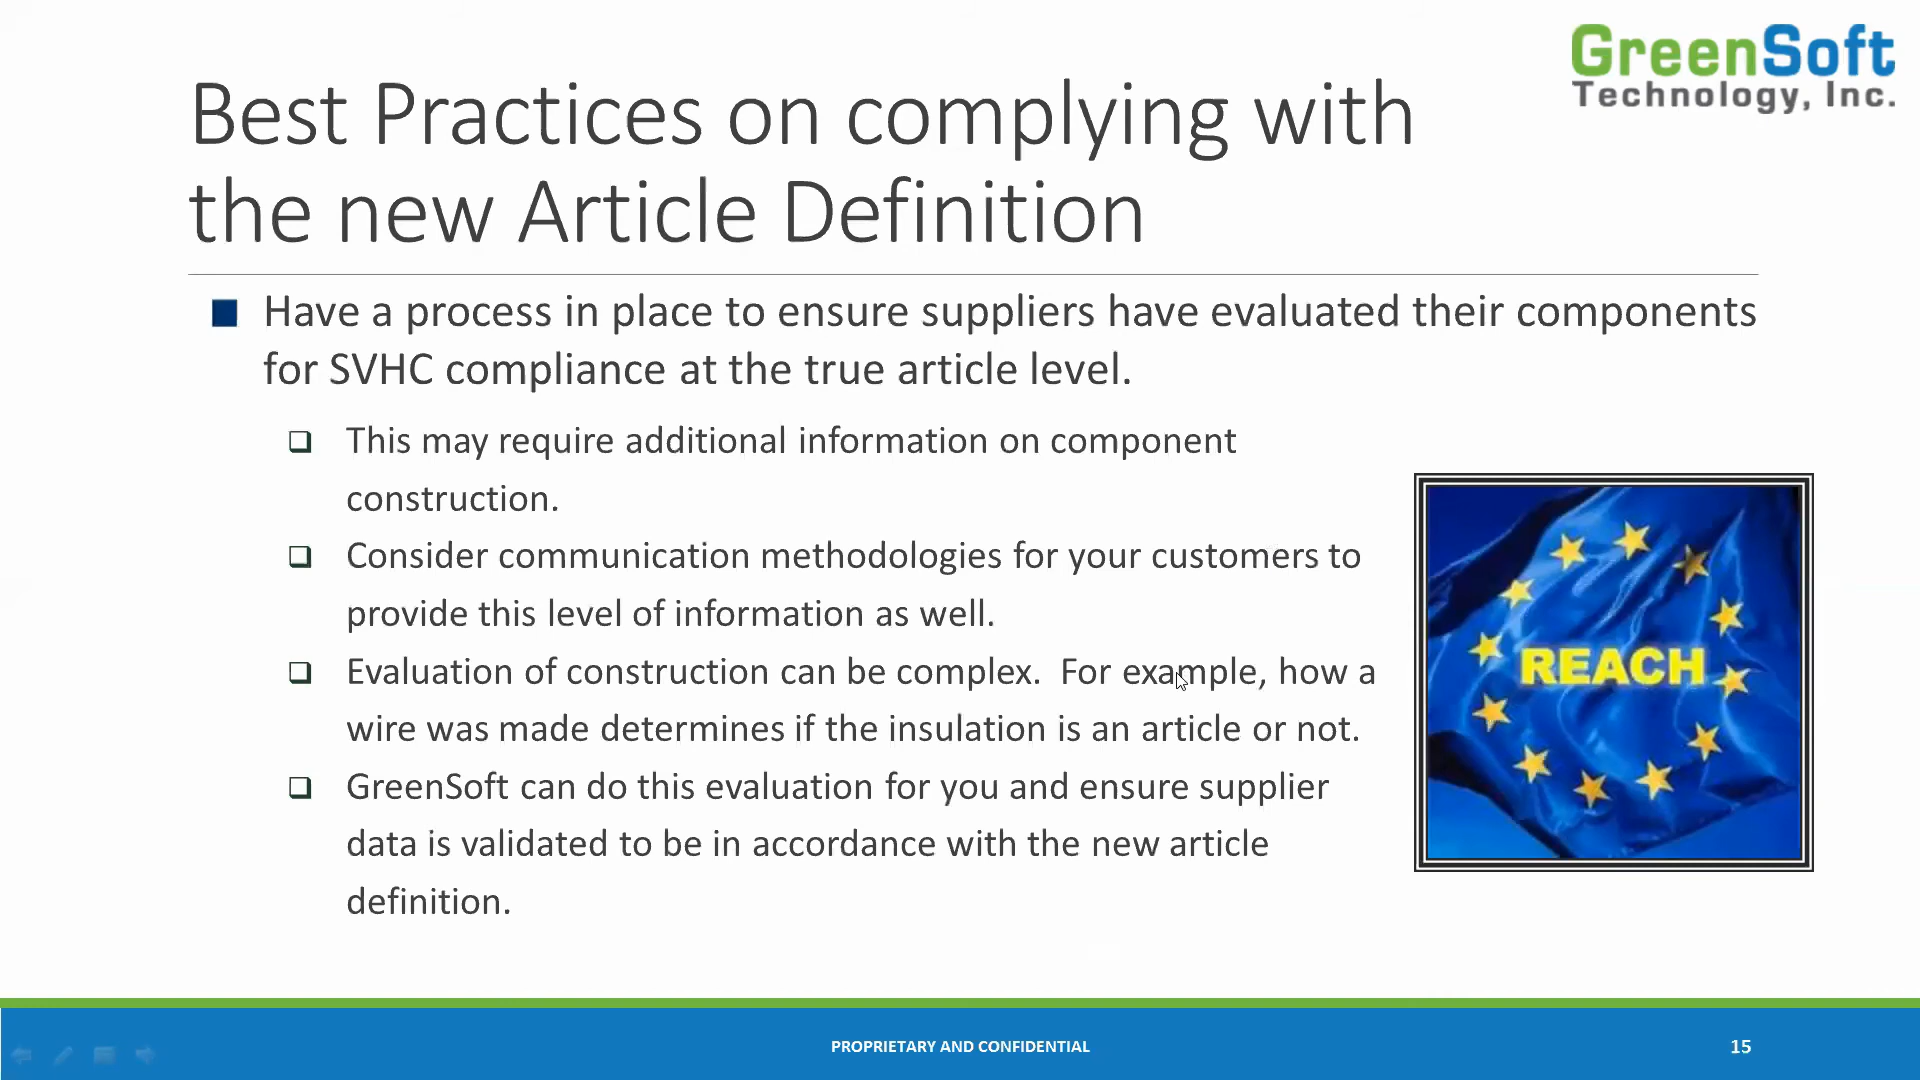 GreenSoft
Technology, Inc.
Best Practices on complying with
the new Article Definition
Have a process in place to ensure suppliers have evaluated their components
for SVHC compliance at the true article level.
This may require additional information on component
construction.
Consider communication methodologies for your customers to
provide this level of information as well.
Evaluation of construction can be complex.  For example, how a
wire was made determines if the insulation is an article or not.
GreenSoft can do this evaluation for you and ensure supplier
data is validated to be in accordance with the new article
definition.
REACH
PROPRIETARY AND CONFIDENTIAL
15